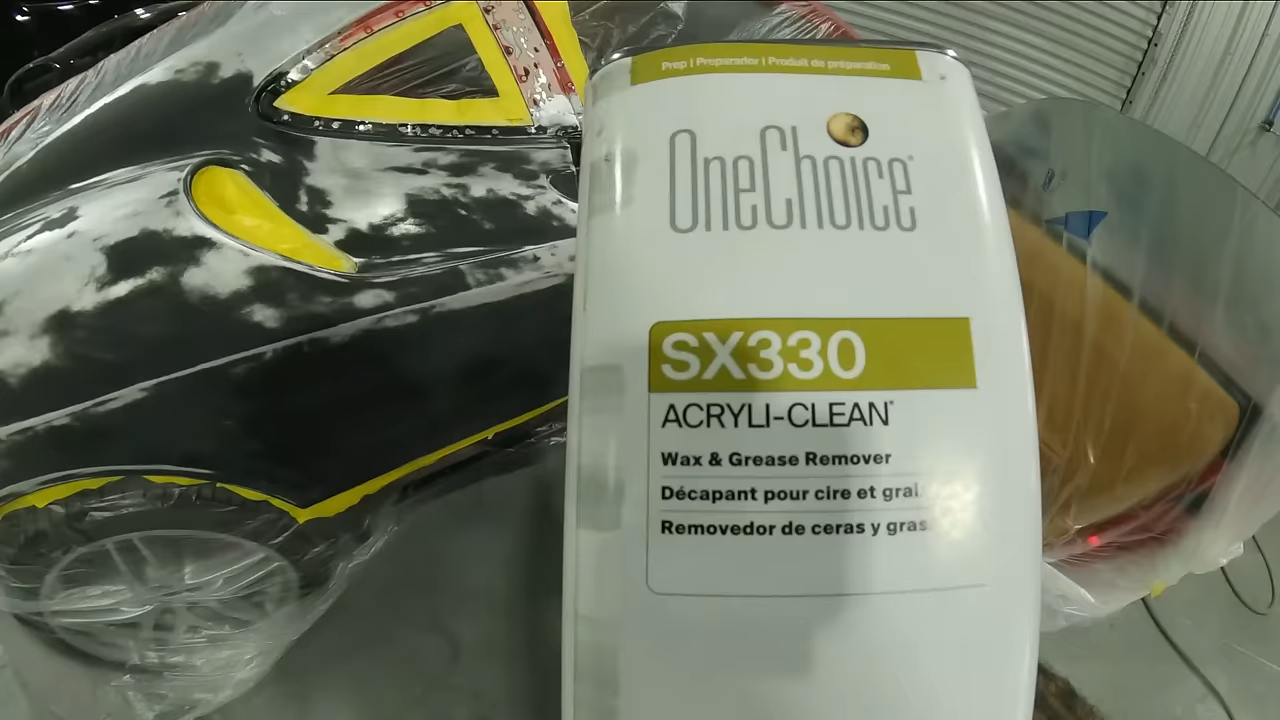 Prep | Preparador | Produit de préparation
OneChoice®
SX330
ACRYLI-CLEAN®
Wax & Grease Remover
Décapant pour cire et
Removedor de ceras y